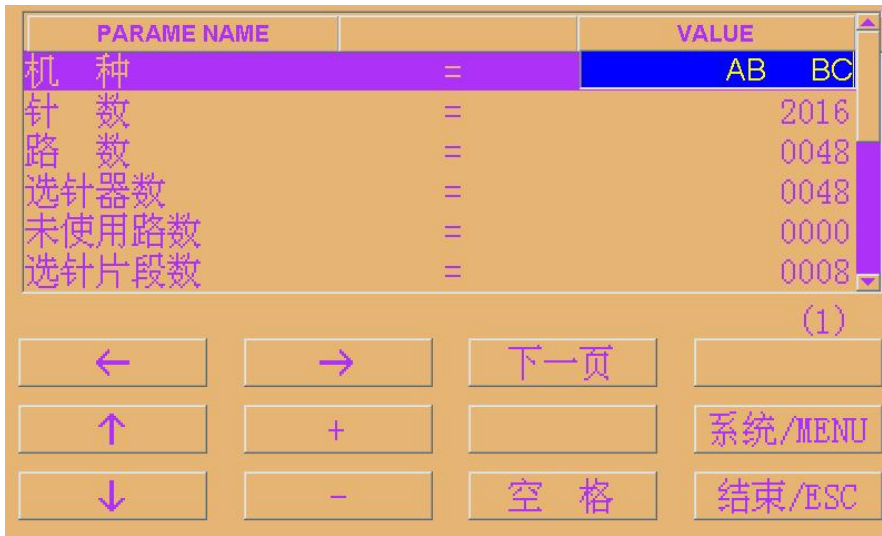 PARAME NAME VALUE
机 种 = AB BC
针 数 = 2016
路 数 = 0048
选针器数 = 0048
未使用路数 = 0000
选针片段数 = 0008
(1)
← → 下一页
↑ + 系统/MENU
↓ - 空 格 结束/ESC